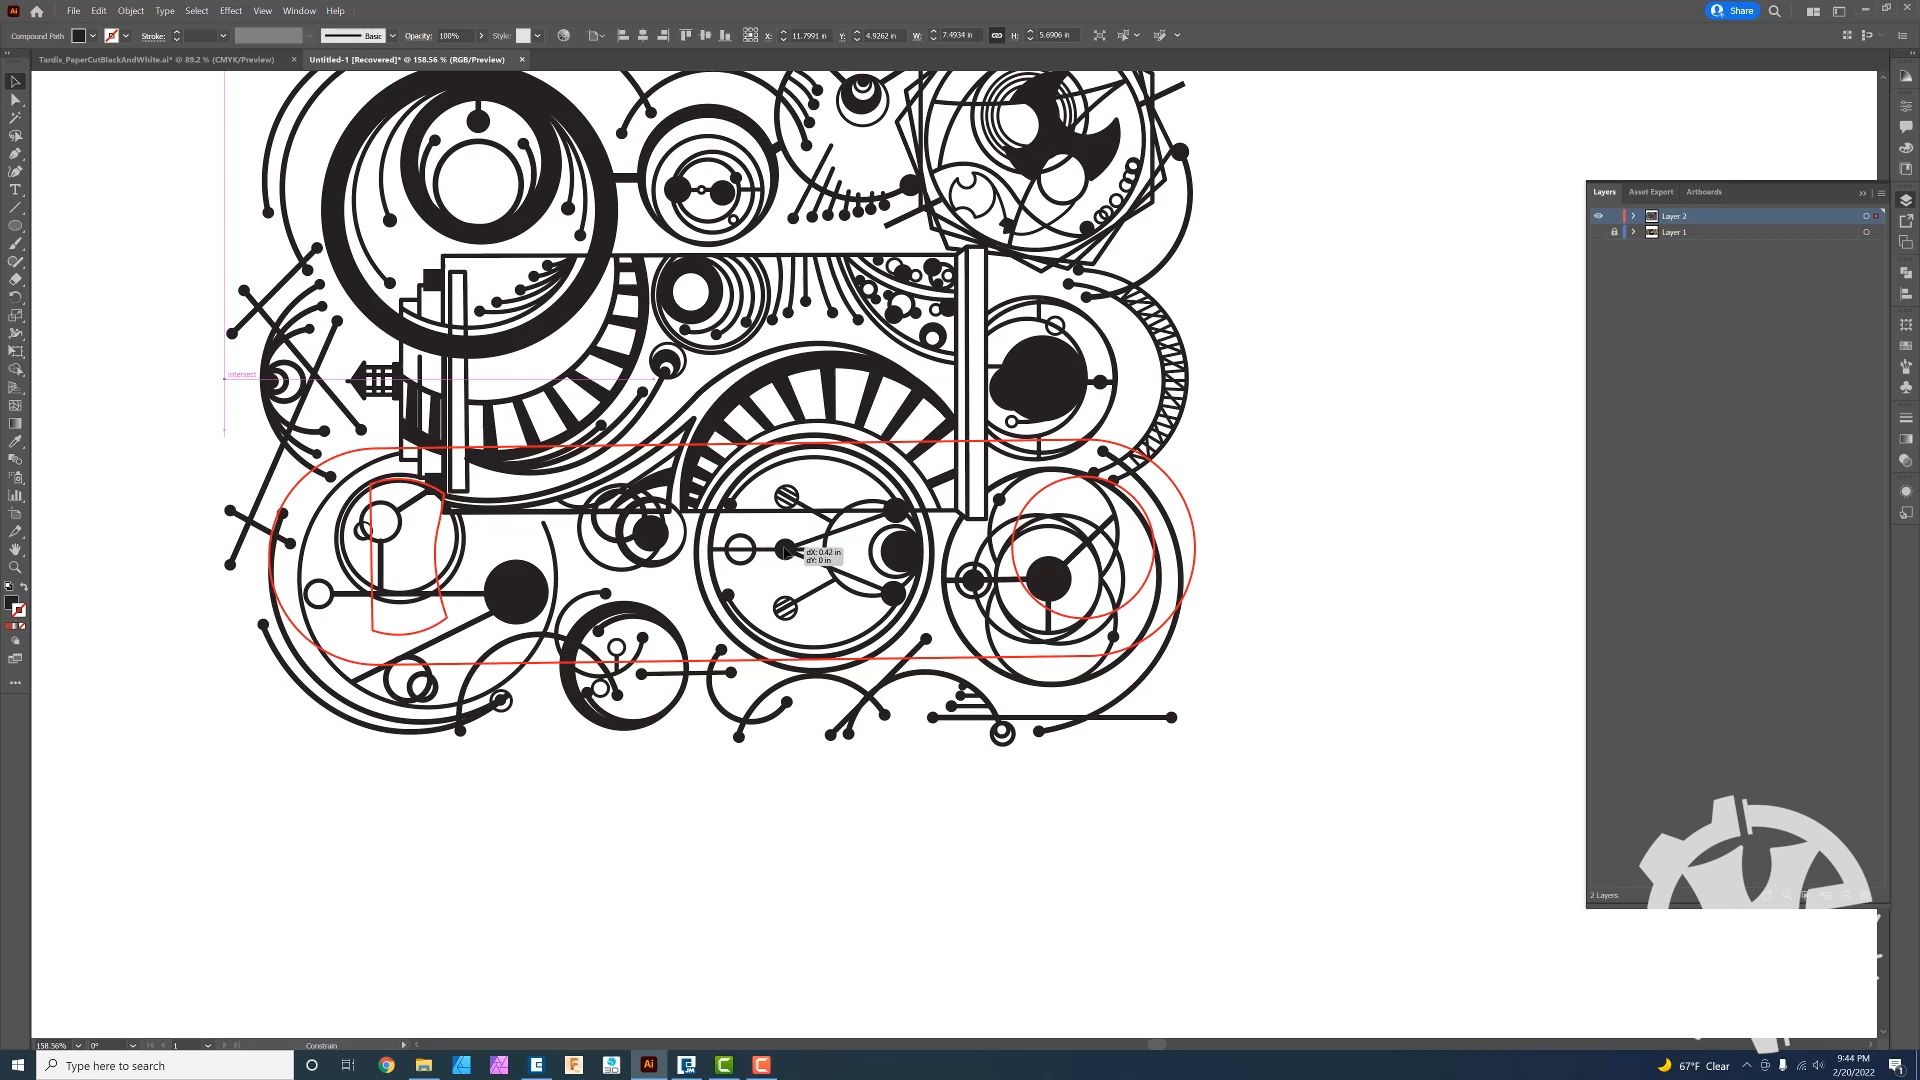 Ai File Edit Object Type Select Effect View Window Help Share
Compound Path Stroke: Basic Opacity: 100% Style: X: 11.7991 in Y: 4.9262 in W: 7.4934 in H: 5.6906 in
Tardis_PaperCutBlackAndWhite.ai* @ 89.2 % (CMYK/Preview) × Untitled-1 [Recovered]* @ 158.56 % (RGB/Preview) ×
Layers Asset Export Artboards
Layer 2
Layer 1
intersect
dX: 0.42 in
dY: 0 in
2 Layers
158.56% 0° 1 Constrain
Type here to search
67°F Clear
9:44 PM
2/20/2022